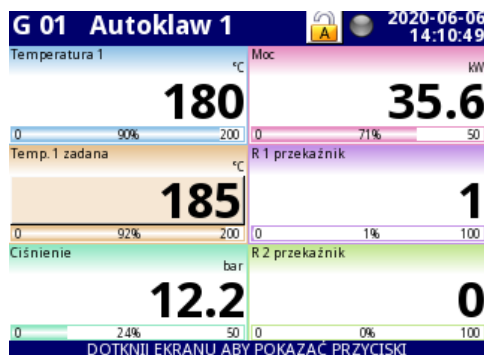 G 01 Autoklaw 1
A
2020-06-06
14:10:49
Temperatura 1
°C
180
0 90% 200
Moc
kW
35.6
0 71% 50
Temp. 1 zadana
°C
185
0 92% 200
R 1 przekaźnik
1
0 1% 100
Ciśnienie
bar
12.2
0 24% 50
R 2 przekaźnik
0
0 0% 100
DOTKNIJ EKRANU ABY POKAZAĆ PRZYCISKI